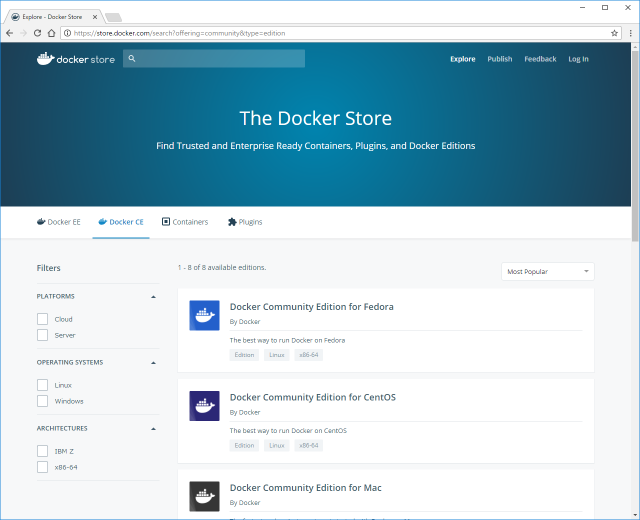 Explore - Docker Store
https://store.docker.com/search?offering=community&type=edition
docker store
Explore Publish Feedback Log In
The Docker Store
Find Trusted and Enterprise Ready Containers, Plugins, and Docker Editions
Docker EE Docker CE Containers Plugins
Filters
1 - 8 of 8 available editions.
Most Popular
PLATFORMS
Cloud
Server
OPERATING SYSTEMS
Linux
Windows
ARCHITECTURES
IBM Z
x86-64
Docker Community Edition for Fedora
By Docker
The best way to run Docker on Fedora
Edition Linux x86-64
Docker Community Edition for CentOS
By Docker
The best way to run Docker on CentOS
Edition Linux x86-64
Docker Community Edition for Mac
By Docker